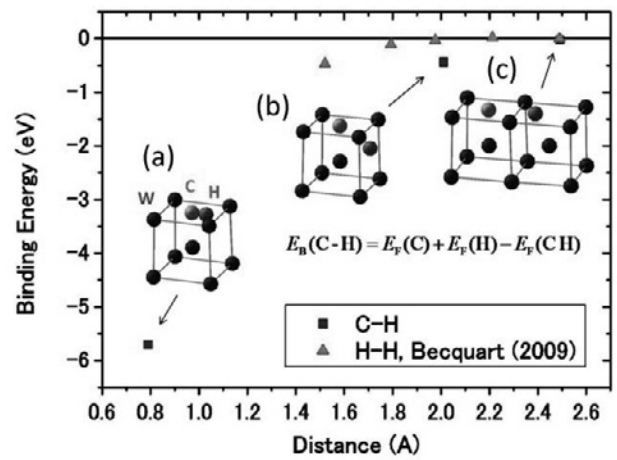 0
−1
−2
−3
−4
−5
−6
Binding Energy (eV)
(a)
W C H
(b)
(c)
E_B(C-H) = E_F(C) + E_F(H) − E_F(CH)
C-H
H-H, Becquart (2009)
0.6 0.8 1.0 1.2 1.4 1.6 1.8 2.0 2.2 2.4 2.6
Distance (A)